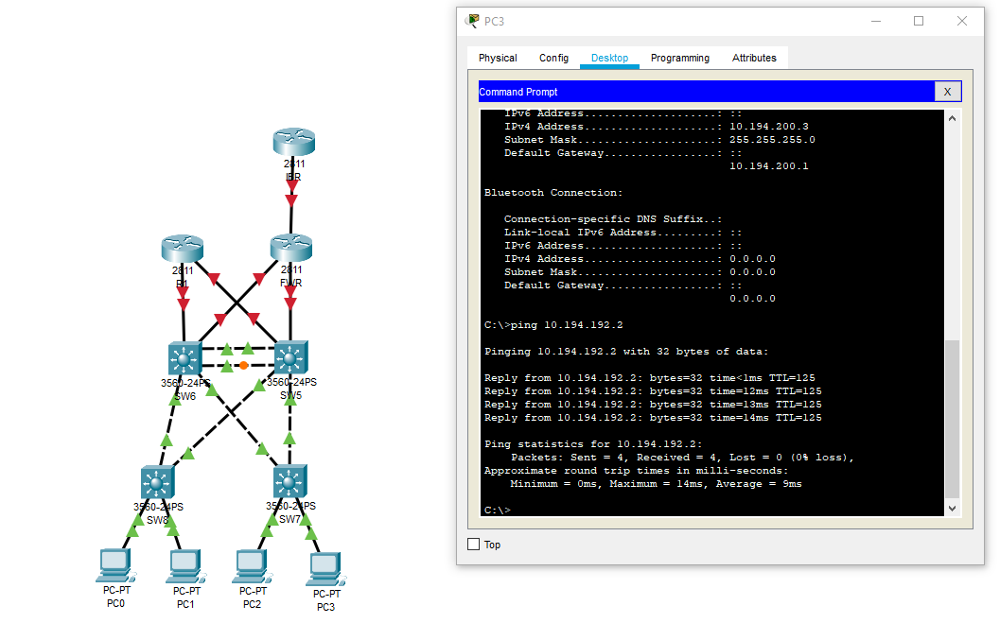 PC3
Physical Config Desktop Programming Attributes
Command Prompt
X
IPv6 Address.....................: ::
IPv4 Address.....................: 10.194.200.3
Subnet Mask......................: 255.255.255.0
Default Gateway..................: ::
10.194.200.1
Bluetooth Connection:
Connection-specific DNS Suffix..:
Link-local IPv6 Address.........: ::
IPv6 Address.....................: ::
IPv4 Address.....................: 0.0.0.0
Subnet Mask......................: 0.0.0.0
Default Gateway..................: ::
0.0.0.0
C:\>ping 10.194.192.2
Pinging 10.194.192.2 with 32 bytes of data:
Reply from 10.194.192.2: bytes=32 time<1ms TTL=125
Reply from 10.194.192.2: bytes=32 time=12ms TTL=125
Reply from 10.194.192.2: bytes=32 time=13ms TTL=125
Reply from 10.194.192.2: bytes=32 time=14ms TTL=125
Ping statistics for 10.194.192.2:
Packets: Sent = 4, Received = 4, Lost = 0 (0% loss),
Approximate round trip times in milli-seconds:
Minimum = 0ms, Maximum = 14ms, Average = 9ms
C:\>
Top
2811
2811
2811
FWR
3560-24PS
SW6
3560-24PS
SW5
3560-24PS
SW8
3560-24PS
SW7
PC-PT
PC0
PC-PT
PC1
PC-PT
PC2
PC-PT
PC3